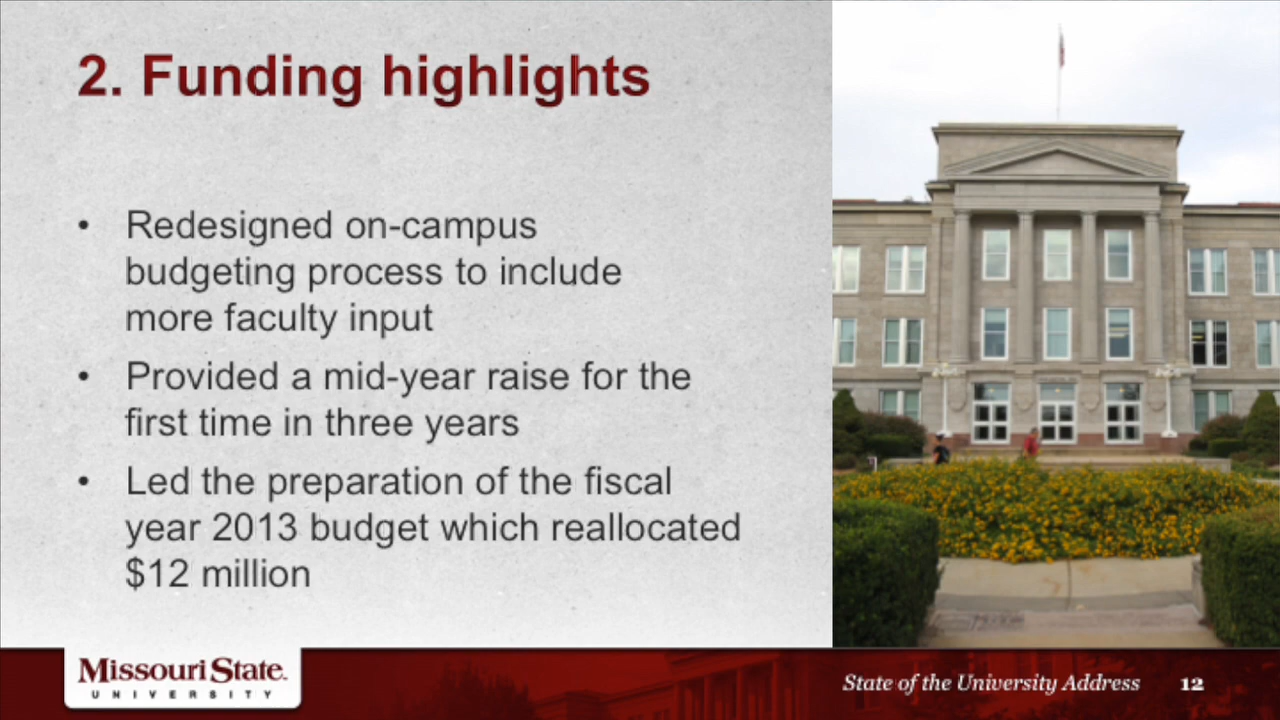 2. Funding highlights
• Redesigned on-campus
budgeting process to include
more faculty input
• Provided a mid-year raise for the
first time in three years
• Led the preparation of the fiscal
year 2013 budget which reallocated
$12 million
Missouri State.
UNIVERSITY
State of the University Address 12